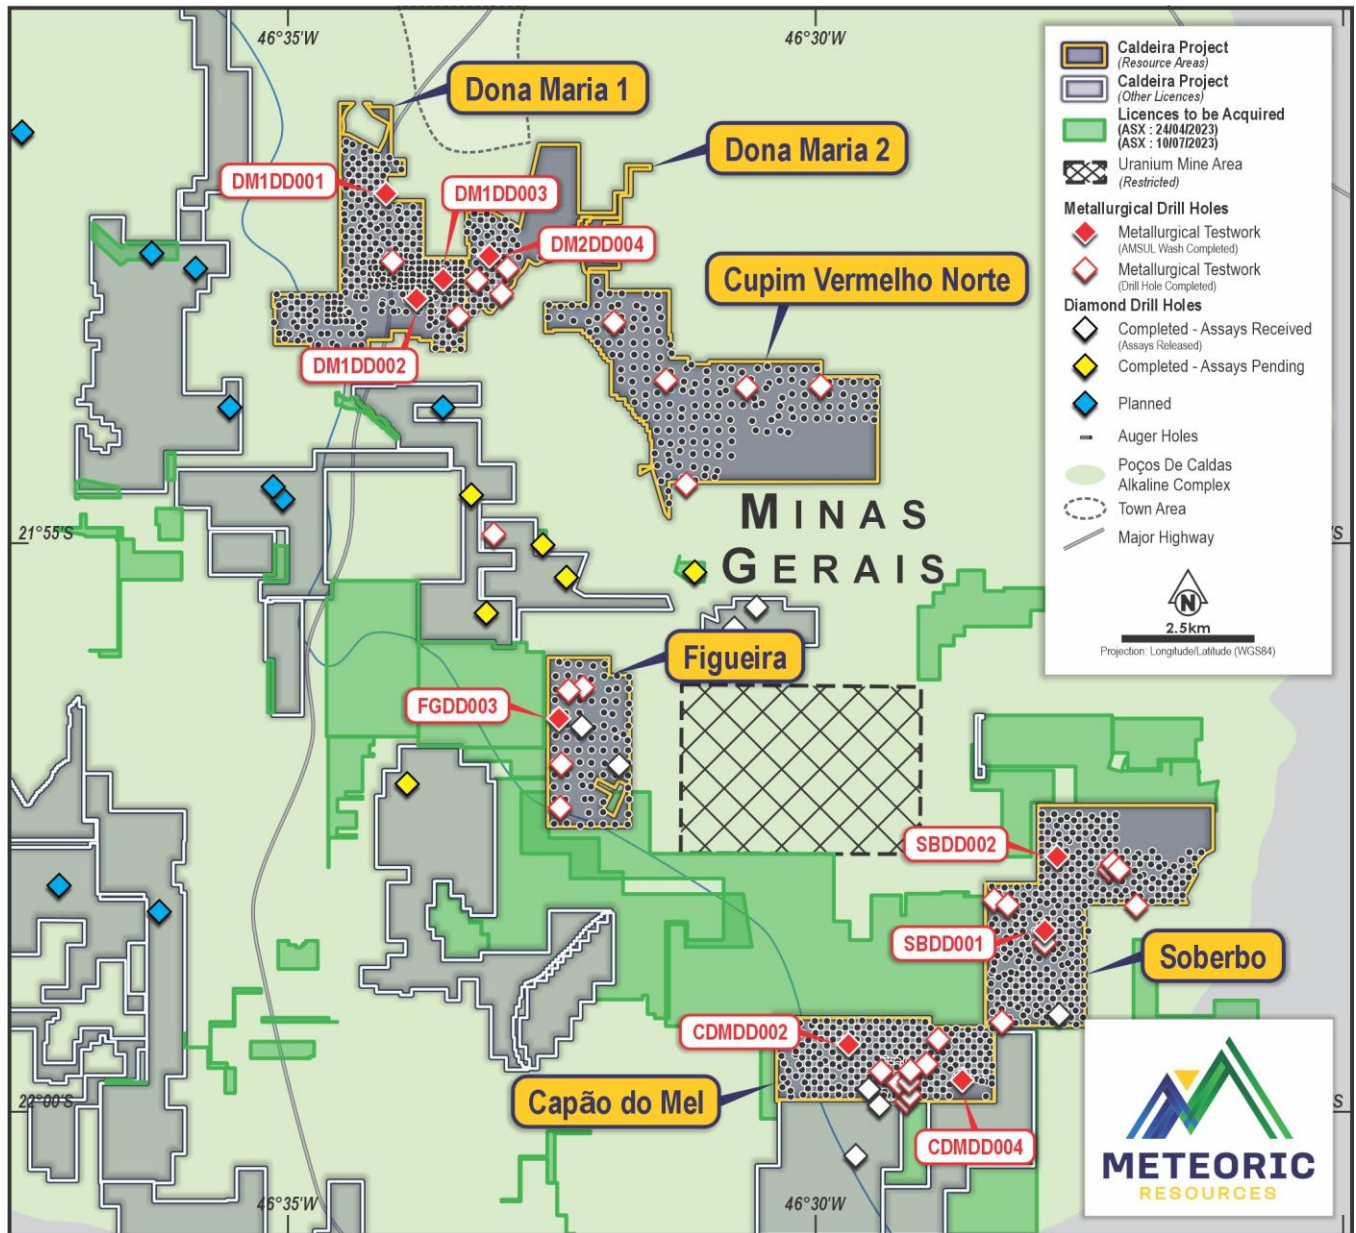 46°35'W
46°30'W
Dona Maria 1
Dona Maria 2
DM1DD001
DM1DD003
DM2DD004
Cupim Vermelho Norte
DM1DD002
MINAS
GERAIS
21°55'S
S
Figueira
FGDD003
SBDD002
SBDD001
Soberbo
CDMDD002
Capão do Mel
CDMDD004
22°00'S
S
46°35'W
46°30'W
Caldeira Project
(Resource Areas)
Caldeira Project
(Other Licences)
Licences to be Acquired
(ASX : 24/04/2023)
(ASX : 10/07/2023)
Uranium Mine Area
(Restricted)
Metallurgical Drill Holes
Metallurgical Testwork
(AMSUL Wash Completed)
Metallurgical Testwork
(Drill Hole Completed)
Diamond Drill Holes
Completed - Assays Received
(Assays Released)
Completed - Assays Pending
Planned
Auger Holes
Poços De Caldas
Alkaline Complex
Town Area
Major Highway
N
2.5km
Projection: Longitude/Latitude (WGS84)
METEORIC
RESOURCES